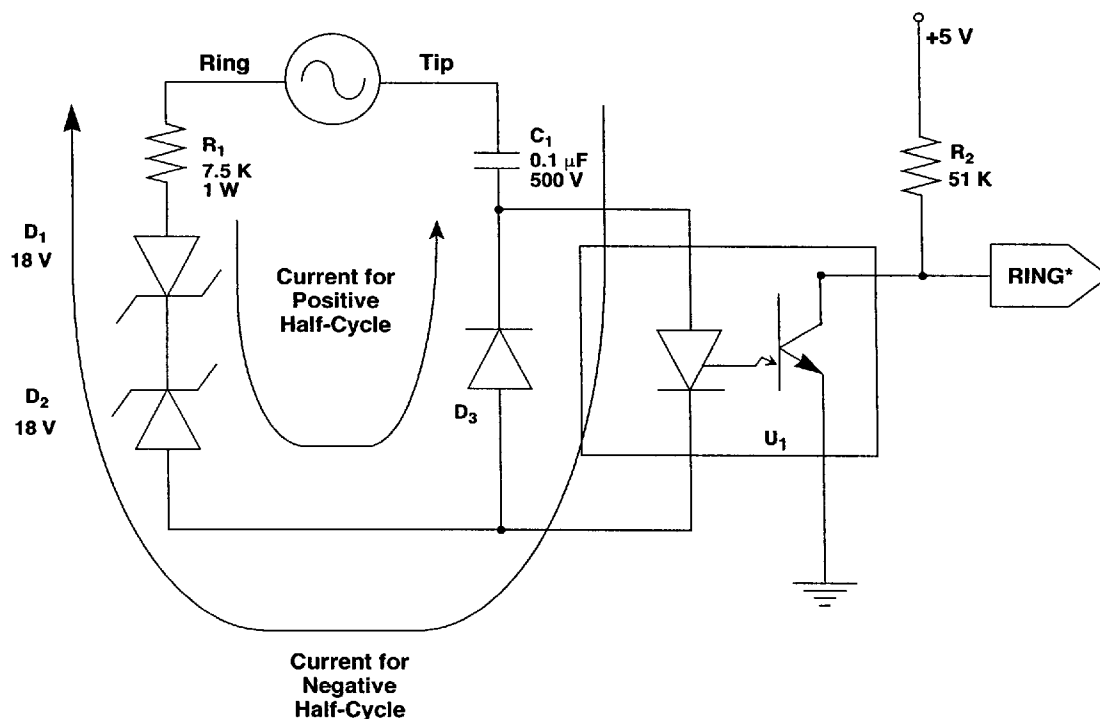 Ring
Tip
+5 V
R1
7.5 K
1 W
C1
0.1 µF
500 V
R2
51 K
D1
18 V
Current for
Positive
Half-Cycle
RING*
D2
18 V
D3
U1
Current for
Negative
Half-Cycle